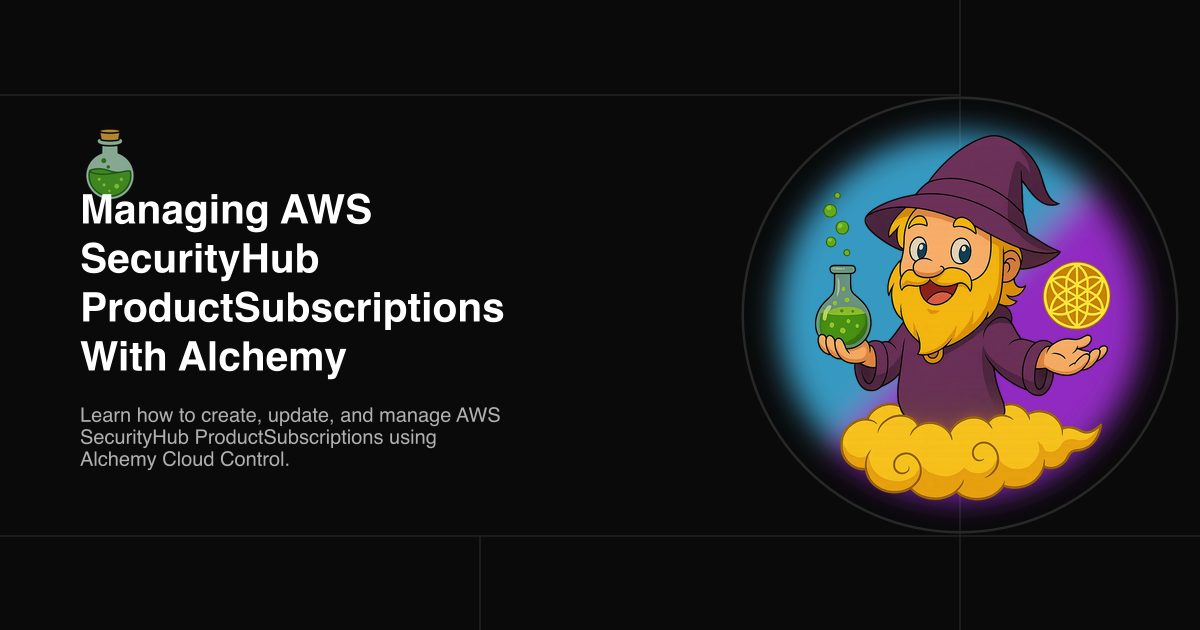 Managing AWS
SecurityHub
ProductSubscriptions
With Alchemy
Learn how to create, update, and manage AWS
SecurityHub ProductSubscriptions using
Alchemy Cloud Control.